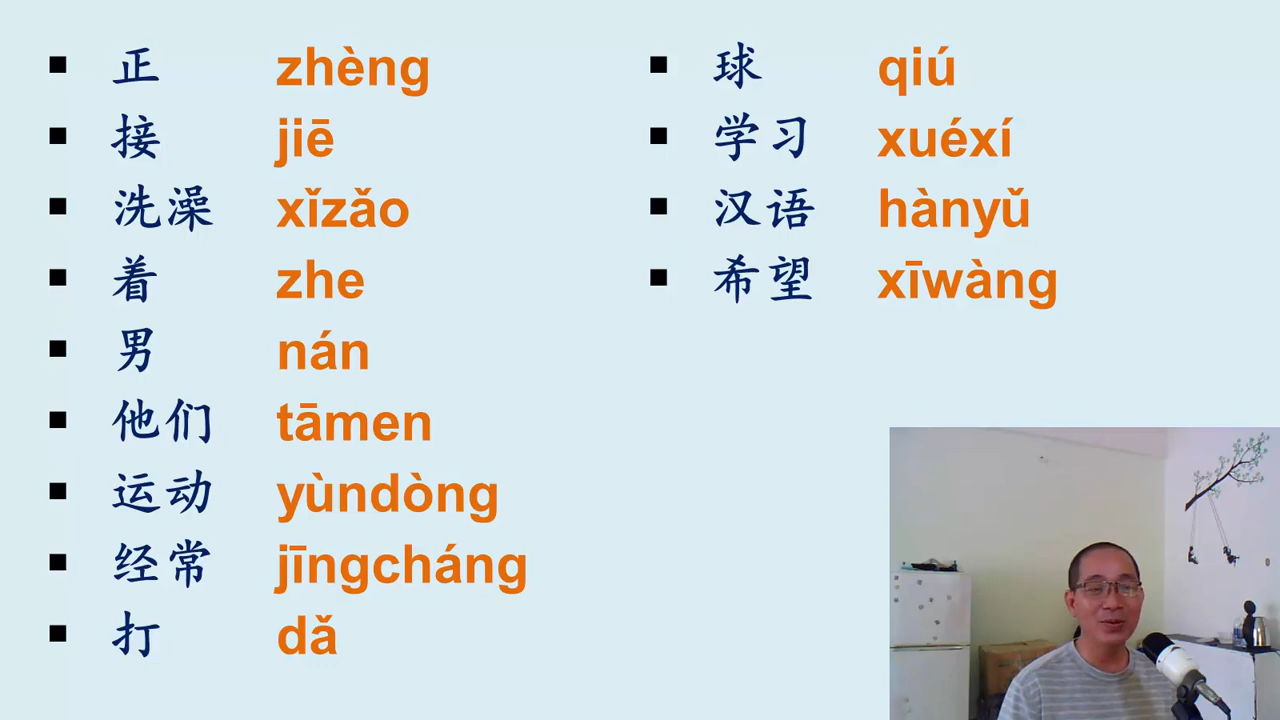 ▪ 正 zhèng
▪ 接 jiē
▪ 洗澡 xǐzǎo
▪ 着 zhe
▪ 男 nán
▪ 他们 tāmen
▪ 运动 yùndòng
▪ 经常 jīngcháng
▪ 打 dǎ
▪ 球 qiú
▪ 学习 xuéxí
▪ 汉语 hànyǔ
▪ 希望 xīwàng